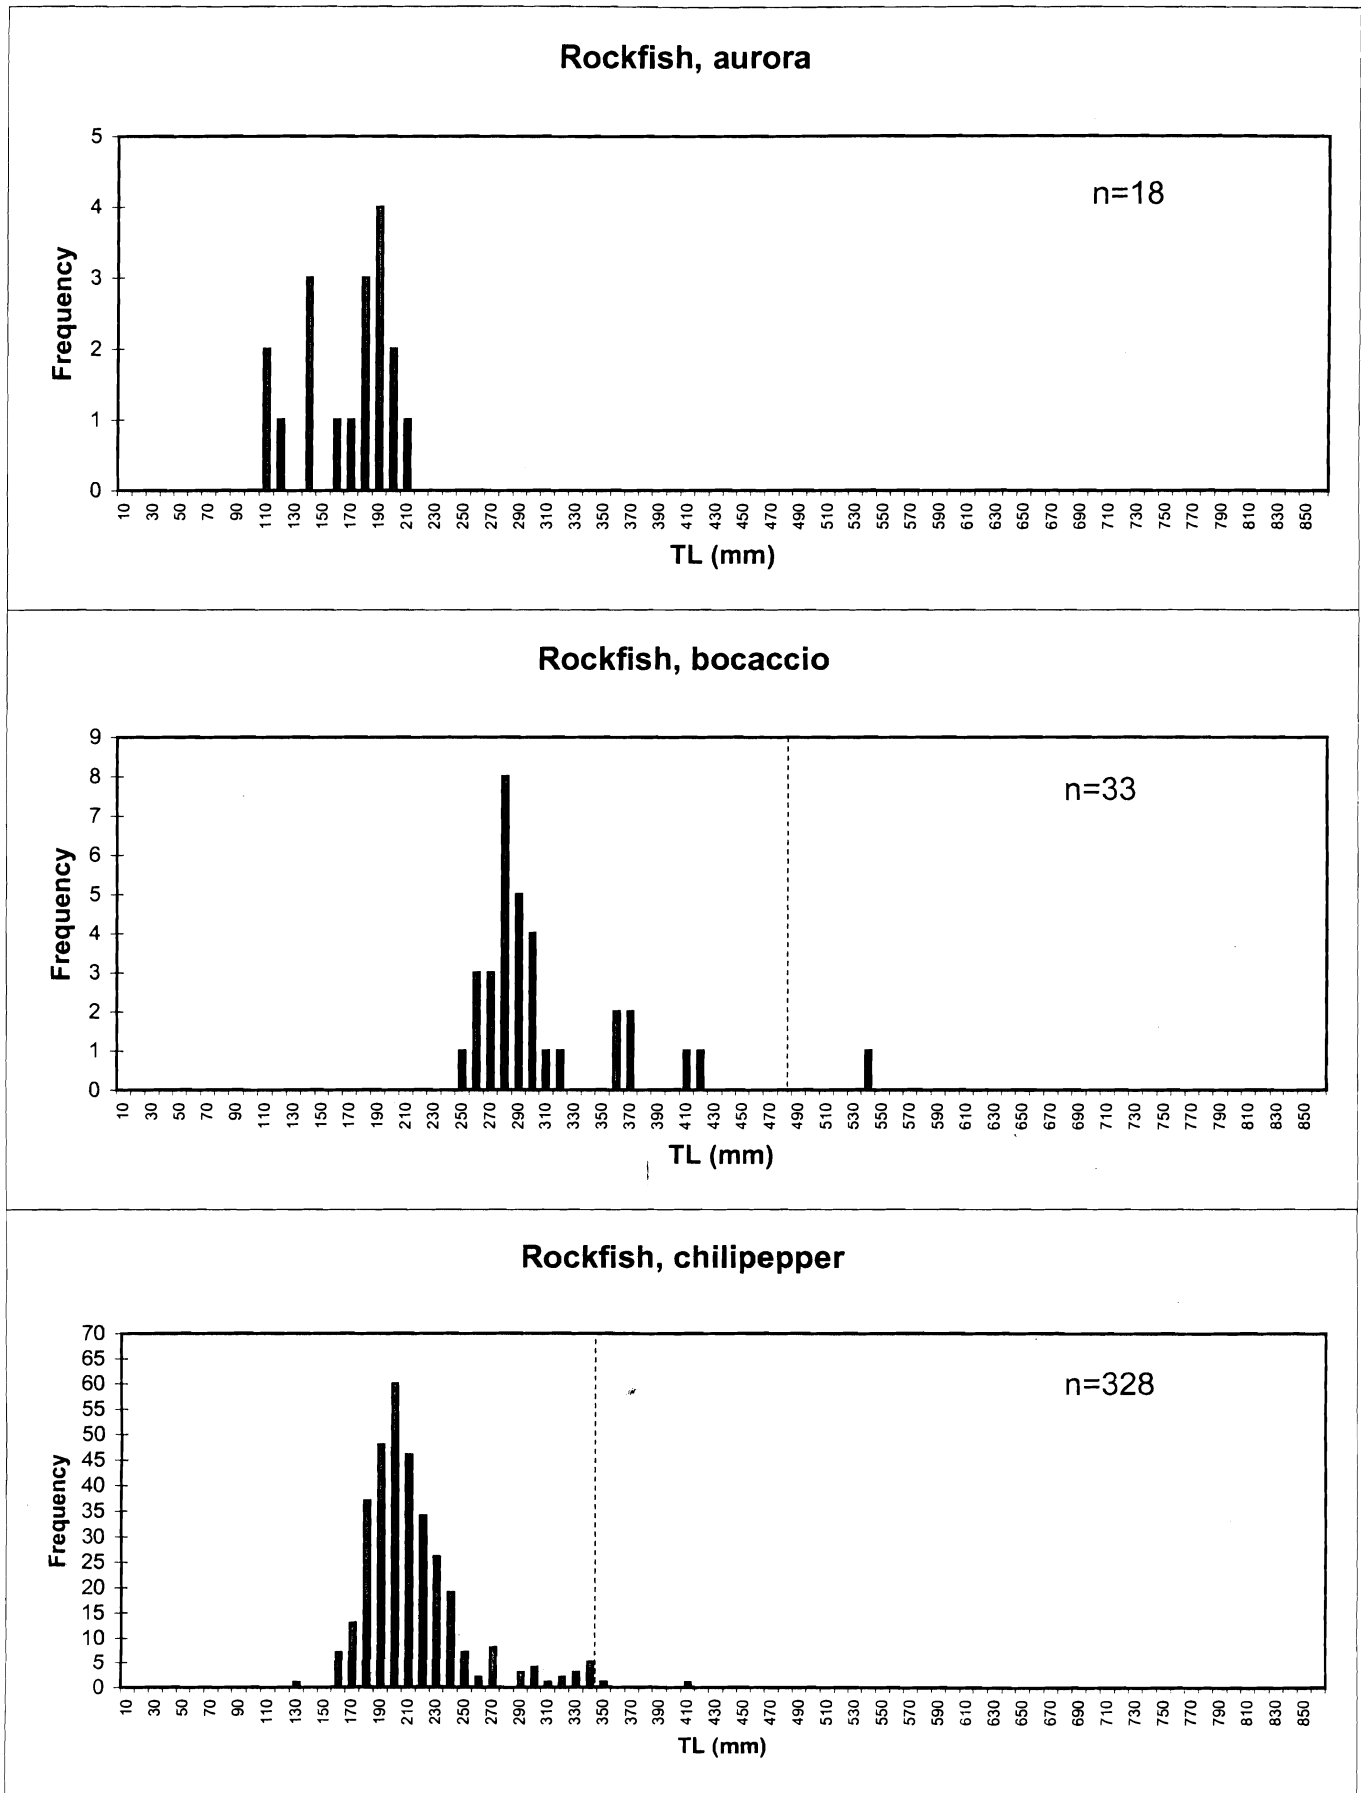 Rockfish, aurora
n=18
Frequency
5
4
3
2
1
0
10 30 50 70 90 110 130 150 170 190 210 230 250 270 290 310 330 350 370 390 410 430 450 470 490 510 530 550 570 590 610 630 650 670 690 710 730 750 770 790 810 830 850
TL (mm)
Rockfish, bocaccio
n=33
Frequency
9
8
7
6
5
4
3
2
1
0
10 30 50 70 90 110 130 150 170 190 210 230 250 270 290 310 330 350 370 390 410 430 450 470 490 510 530 550 570 590 610 630 650 670 690 710 730 750 770 790 810 830 850
TL (mm)
Rockfish, chilipepper
n=328
Frequency
70
65
60
55
50
45
40
35
30
25
20
15
10
5
0
10 30 50 70 90 110 130 150 170 190 210 230 250 270 290 310 330 350 370 390 410 430 450 470 490 510 530 550 570 590 610 630 650 670 690 710 730 750 770 790 810 830 850
TL (mm)